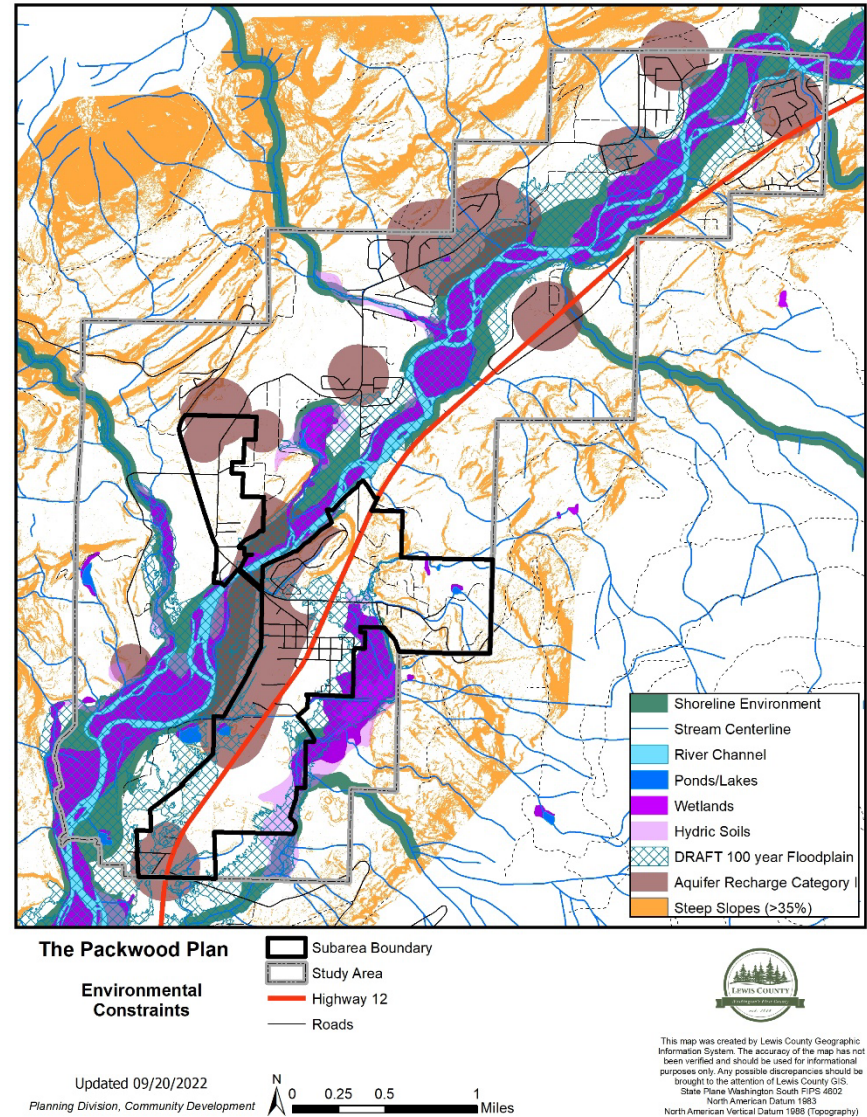 Shoreline Environment
Stream Centerline
River Channel
Ponds/Lakes
Wetlands
Hydric Soils
DRAFT 100 year Floodplain
Aquifer Recharge Category I
Steep Slopes (>35%)
The Packwood Plan
Environmental
Constraints
Subarea Boundary
Study Area
Highway 12
Roads
LEWIS COUNTY
Updated 09/20/2022
Planning Division, Community Development
N
0 0.25 0.5 1
Miles
This map was created by Lewis County Geographic
Information System. The accuracy of the map has not
been verified and should be used for informational
purposes only. Any possible discrepancies should be
brought to the attention of Lewis County GIS.
State Plane Washington South FIPS 4602
North American Datum 1983
North American Vertical Datum 1988 (Topography)